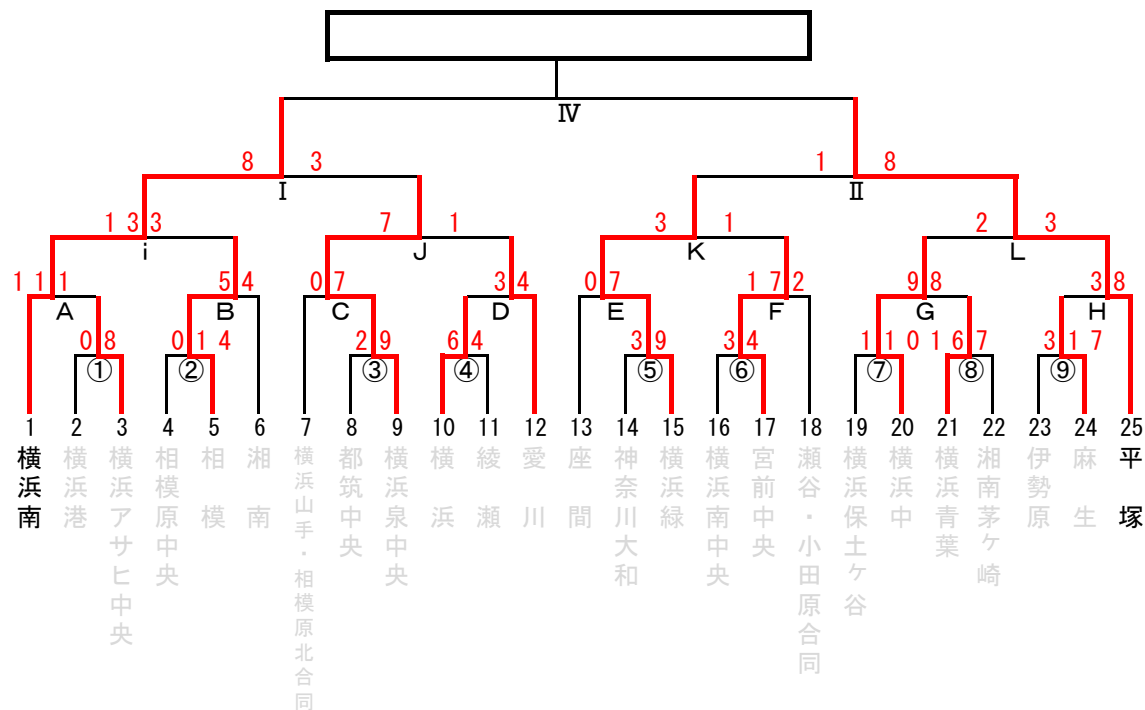 Ⅳ
8 3 1 8
Ⅰ Ⅱ
1 3 3 7 1 3 1 2 3
i J K L
1 1 1 5 4 0 7 3 4 0 7 1 7 2 9 8 3 8
A B C D E F G H
0 8 0 1 4 2 9 6 4 3 9 3 4 1 1 0 1 6 7 3 1 7
① ② ③ ④ ⑤ ⑥ ⑦ ⑧ ⑨
1 2 3 4 5 6 7 8 9 10 11 12 13 14 15 16 17 18 19 20 21 22 23 24 25
横浜南
横浜港
横浜アサヒ中央
相模原中央
相模
湘南
横浜山手・相模原北合同
都筑中央
横浜泉中央
横浜
綾瀬
愛川
座間
神奈川大和
横浜緑
横浜南中央
宮前中央
瀬谷・小田原合同
横浜保土ケ谷
横浜中
横浜青葉
湘南茅ケ崎
伊勢原
麻生
平塚